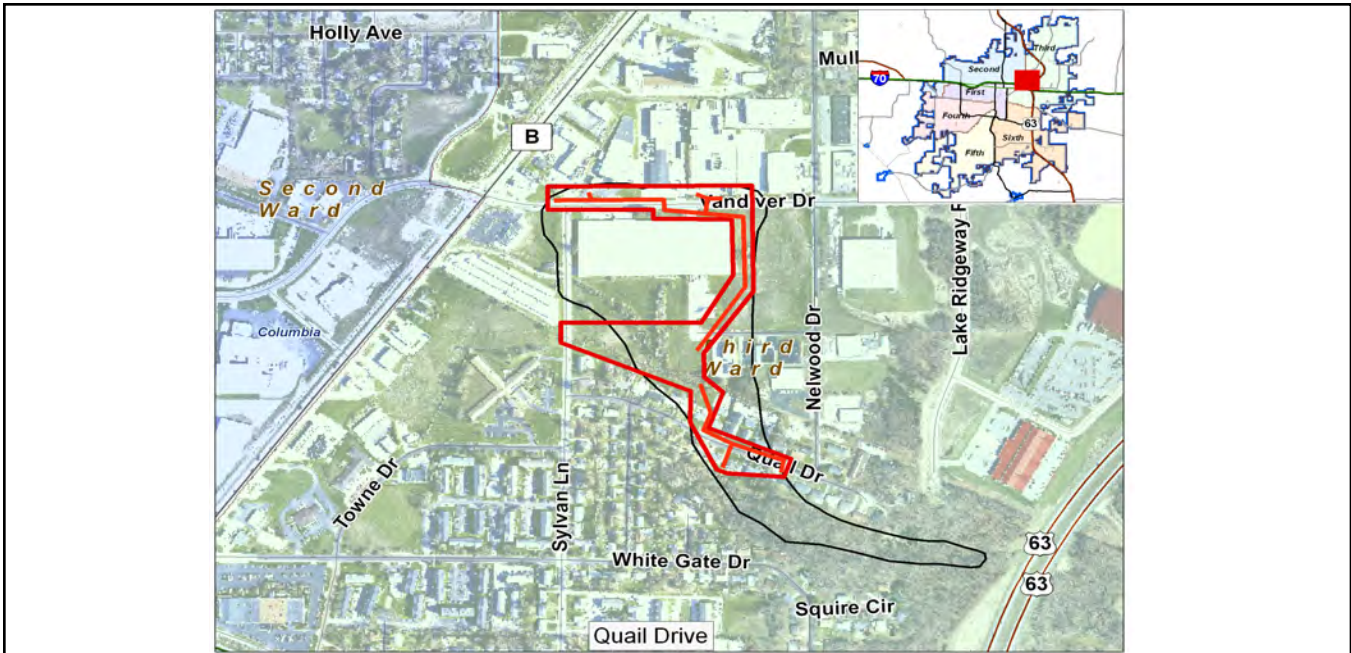 Holly Ave
Mull
B
Second
Ward
Vandiver Dr
Columbia
Third
Ward
Nelwood Dr
Lake Ridgeway
Quail Dr
Towne Dr
Sylvan Ln
White Gate Dr
Squire Cir
63
63
Quail Drive
70
Second
Third
First
Fourth
63
Sixth
Fifth